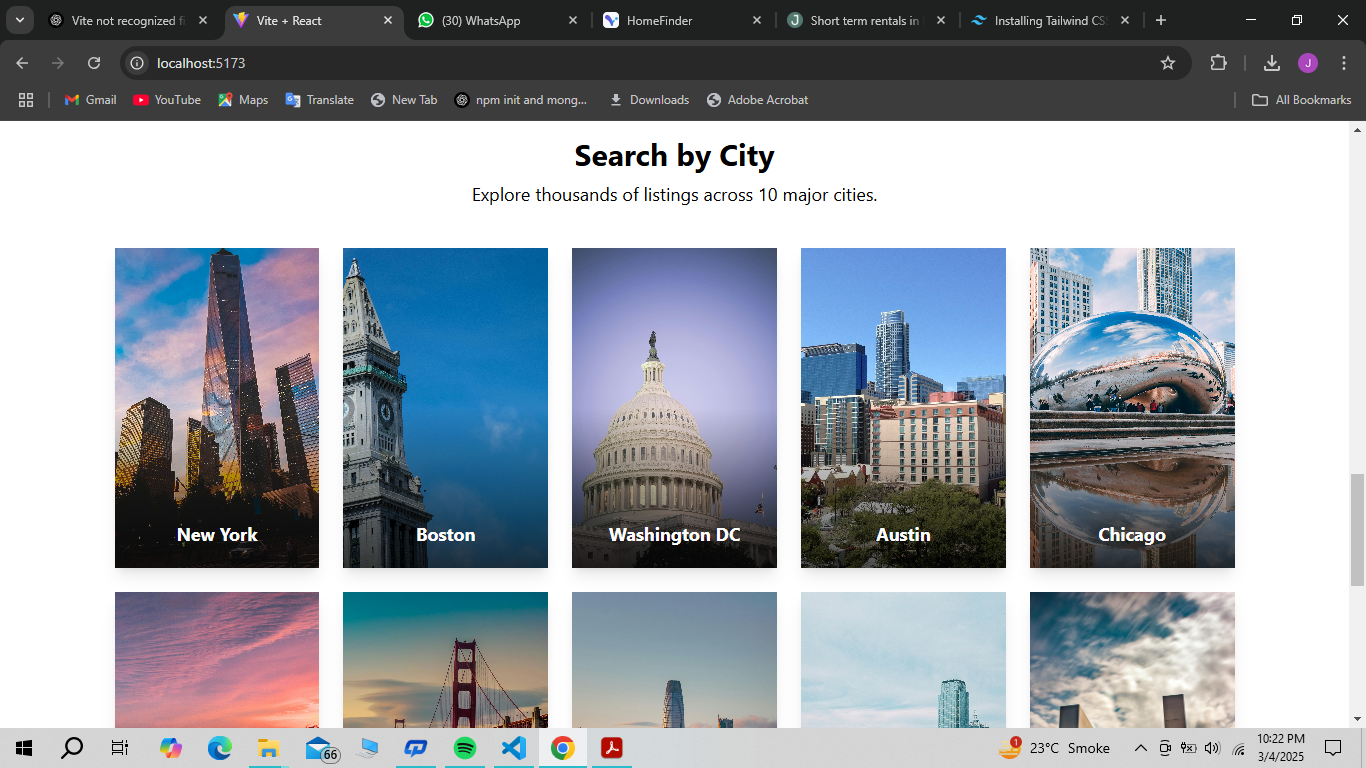 Vite not recognized fi
Vite + React
(30) WhatsApp
HomeFinder
Short term rentals in
Installing Tailwind CS
localhost:5173
J
Gmail
YouTube
Maps
Translate
New Tab
npm init and mong...
Downloads
Adobe Acrobat
All Bookmarks
Search by City
Explore thousands of listings across 10 major cities.
New York
Boston
Washington DC
Austin
Chicago
66
1
23°C Smoke
10:22 PM
3/4/2025